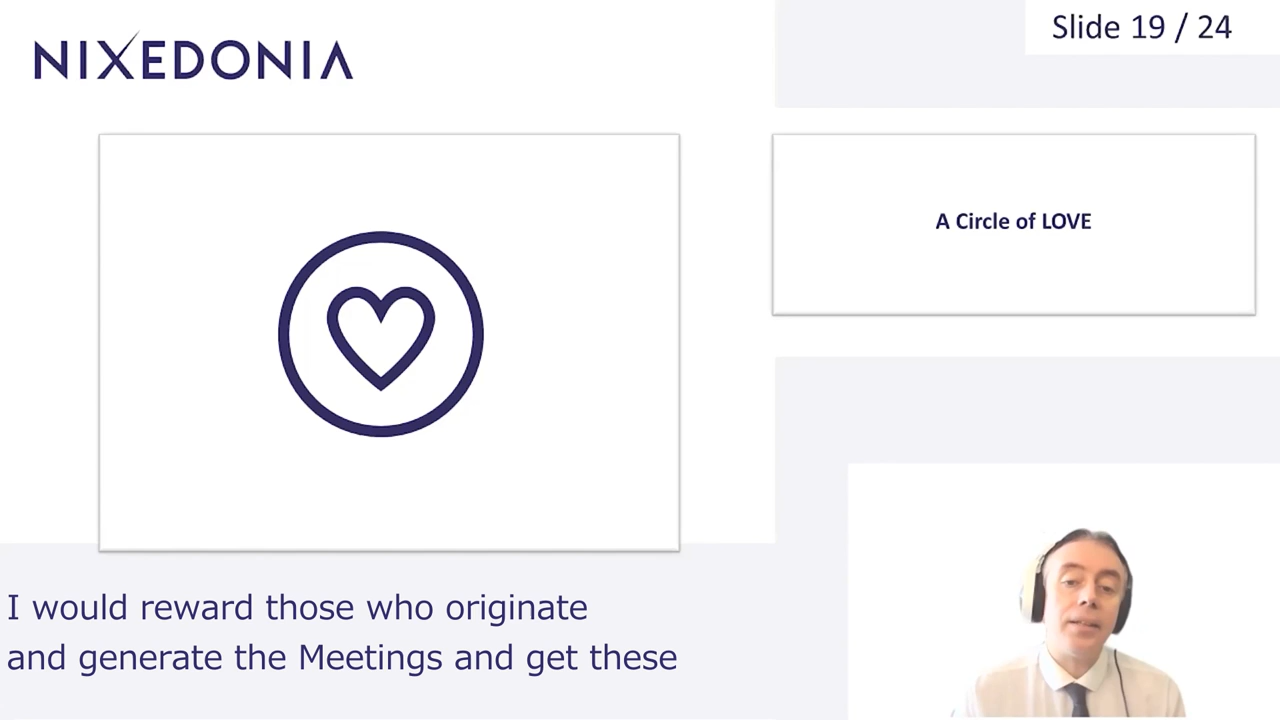 NIXEDONIA
Slide 19 / 24
A Circle of LOVE
I would reward those who originate
and generate the Meetings and get these